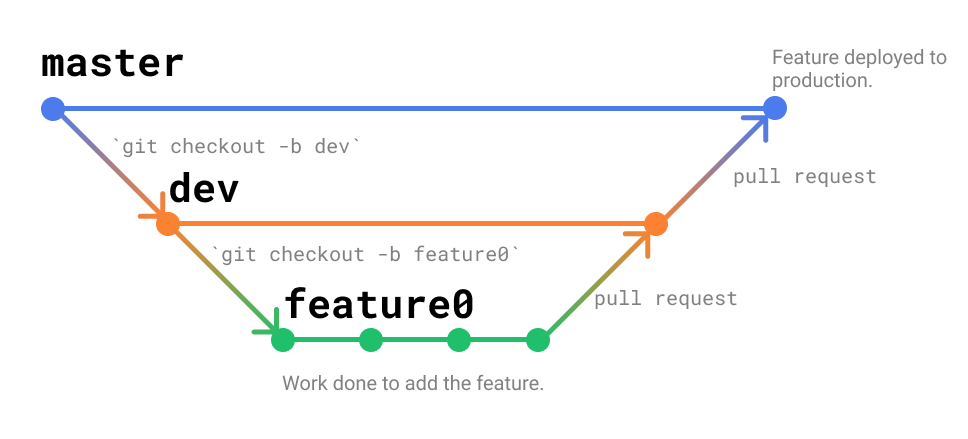 master
Feature deployed to
production.
`git checkout -b dev`
dev
pull request
`git checkout -b feature0`
feature0
pull request
Work done to add the feature.